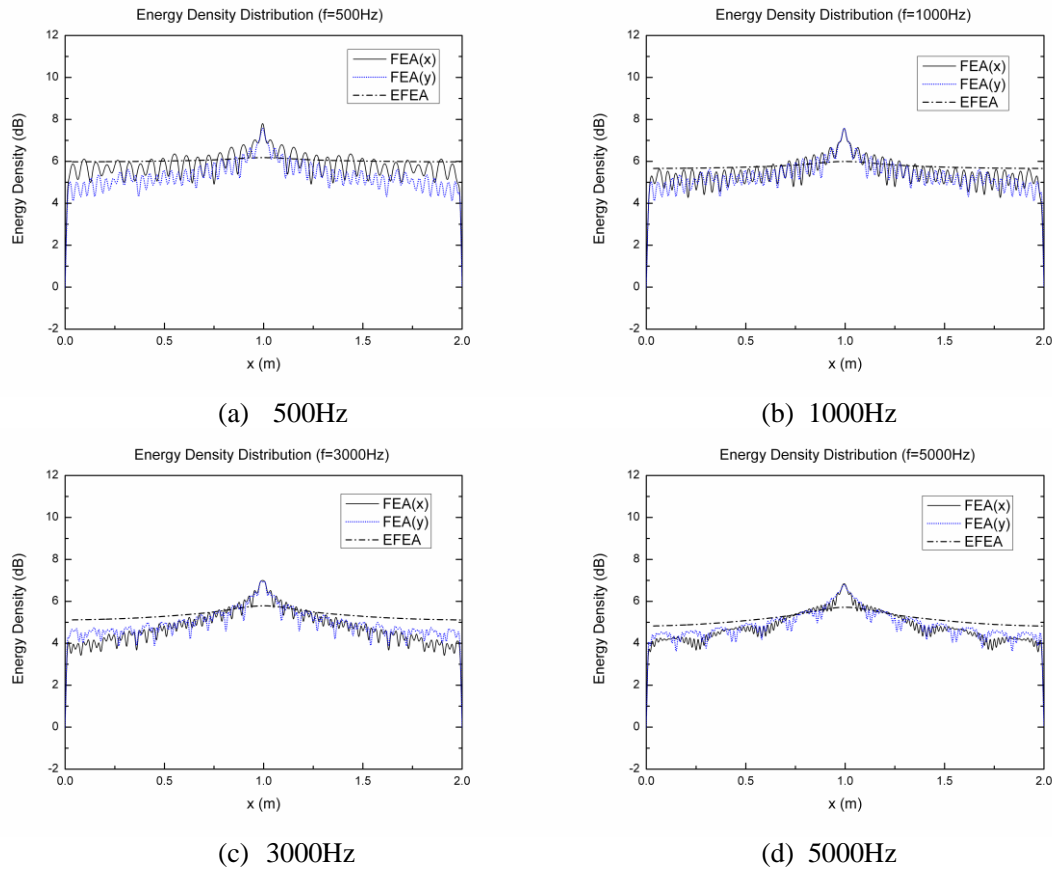 Energy Density Distribution (f=500Hz)
12
10
8
6
4
2
0
-2
Energy Density (dB)
FEA(x)
FEA(y)
EFEA
0.0 0.5 1.0 1.5 2.0
x (m)
(a) 500Hz
Energy Density Distribution (f=1000Hz)
12
10
8
6
4
2
0
-2
Energy Density (dB)
FEA(x)
FEA(y)
EFEA
0.0 0.5 1.0 1.5 2.0
x (m)
(b) 1000Hz
Energy Density Distribution (f=3000Hz)
12
10
8
6
4
2
0
-2
Energy Density (dB)
FEA(x)
FEA(y)
EFEA
0.0 0.5 1.0 1.5 2.0
x (m)
(c) 3000Hz
Energy Density Distribution (f=5000Hz)
12
10
8
6
4
2
0
-2
Energy Density (dB)
FEA(x)
FEA(y)
EFEA
0.0 0.5 1.0 1.5 2.0
x (m)
(d) 5000Hz